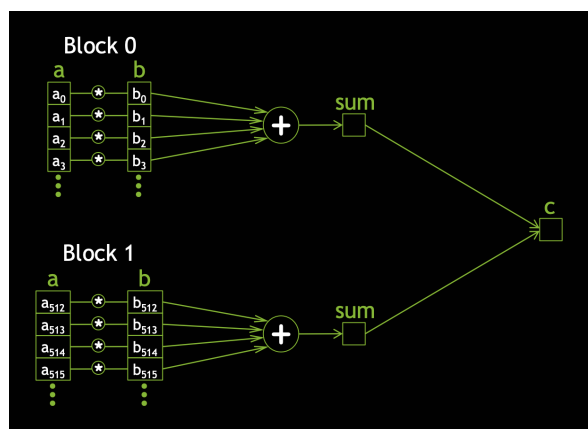 Block 0
a b
a0 * b0
a1 * b1
a2 * b2
a3 * b3
+
sum
c
Block 1
a b
a512 * b512
a513 * b513
a514 * b514
a515 * b515
+
sum